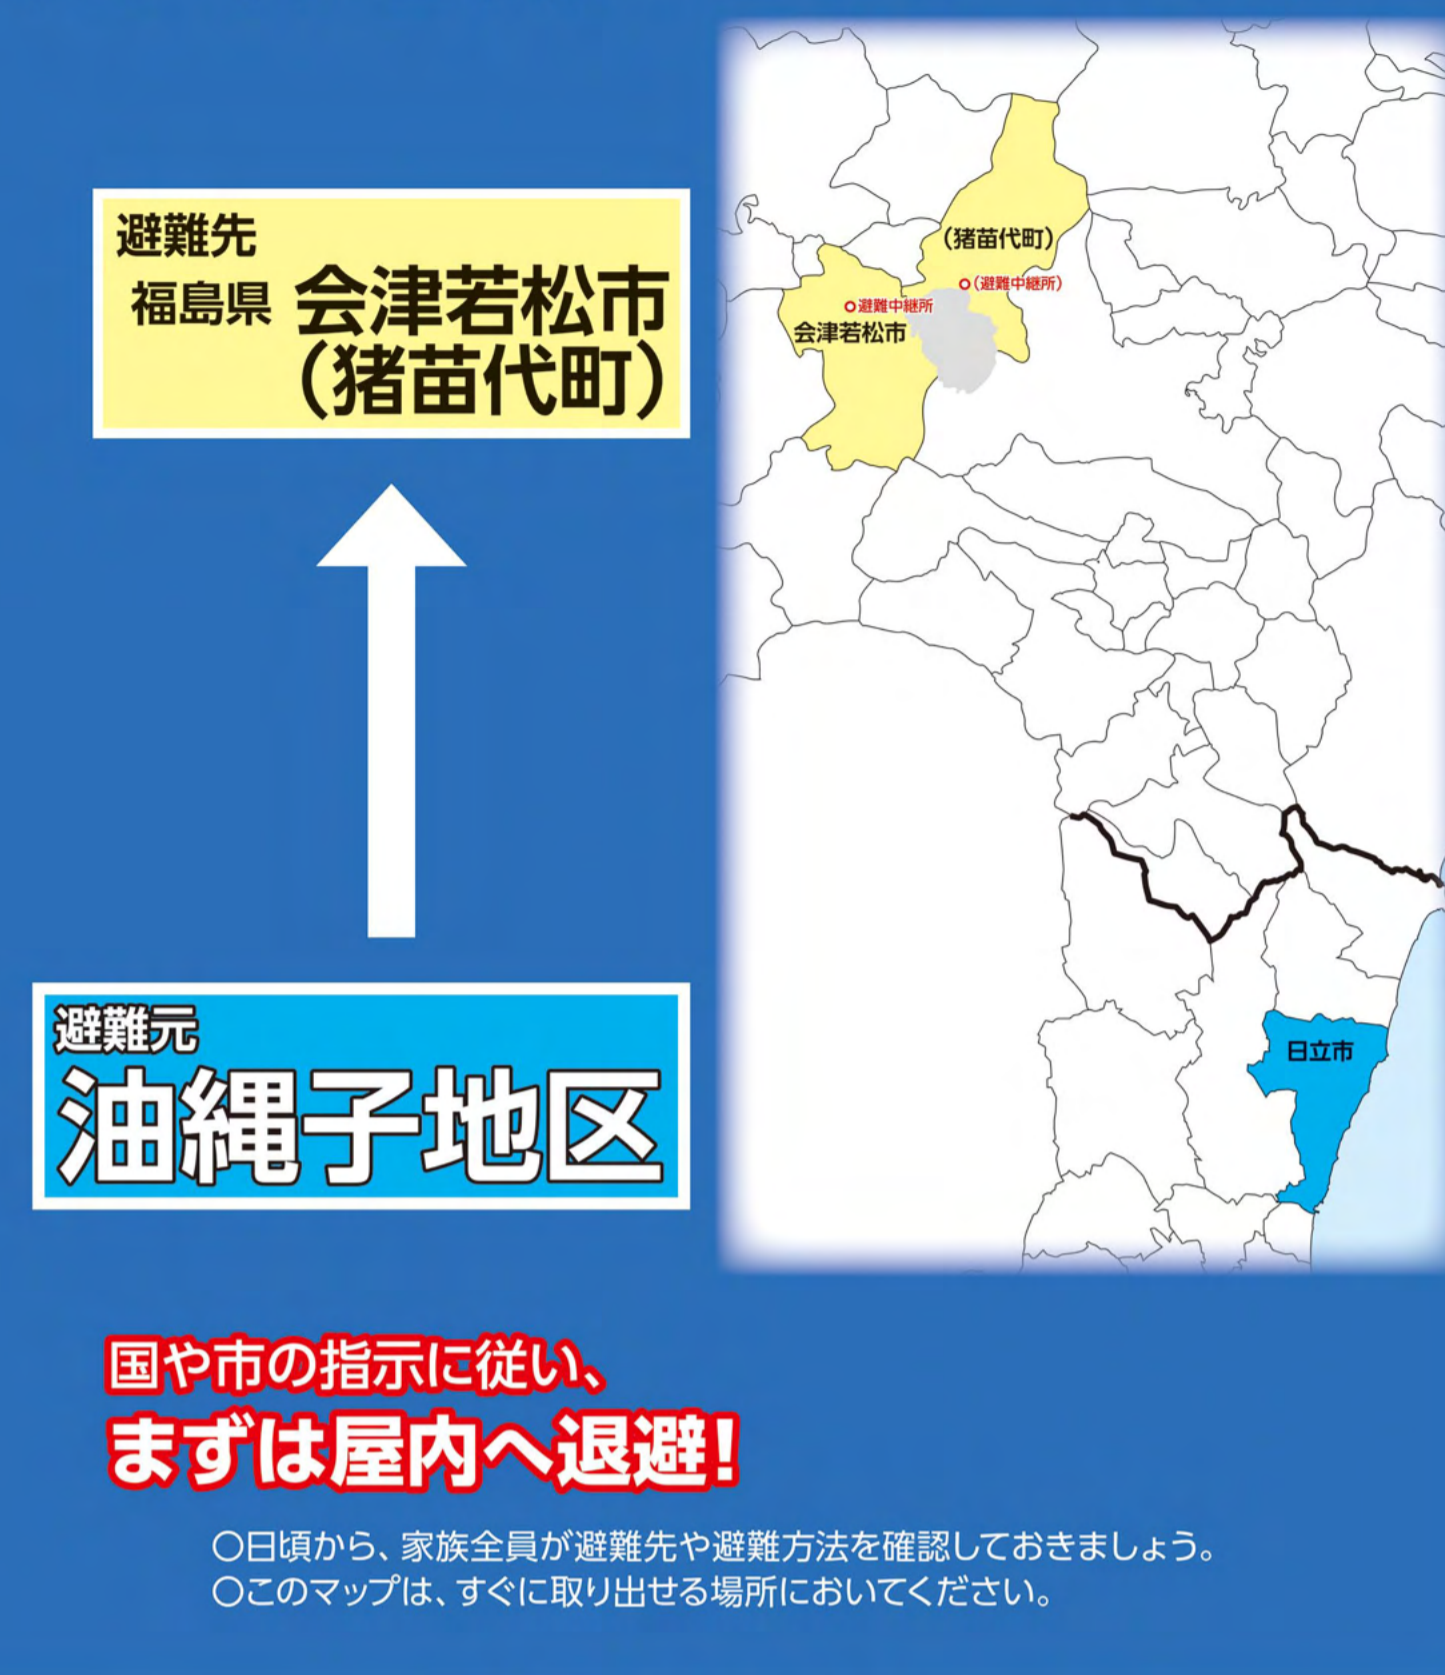 避難先
福島県 会津若松市
（猪苗代町）
避難元
油縄子地区
（猪苗代町）
（避難中継所）
避難中継所
会津若松市
日立市
国や市の指示に従い、
まずは屋内へ退避！
○日頃から、家族全員が避難先や避難方法を確認しておきましょう。
○このマップは、すぐに取り出せる場所においてください。